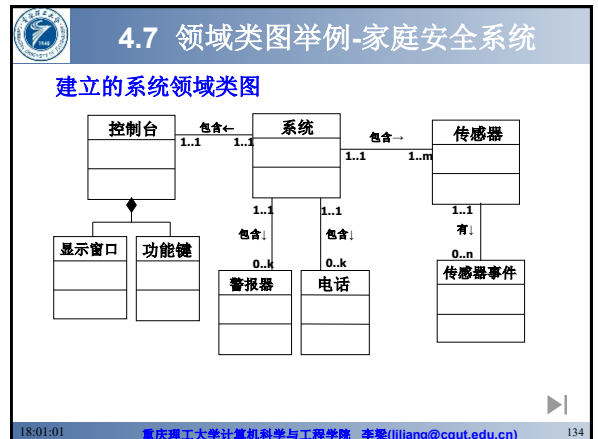 4.7 领域类图举例-家庭安全系统
建立的系统领域类图
控制台
包含←
1..1
1..1
系统
包含→
1..1
1..m
传感器
1..1
包含↓
0..k
1..1
包含↓
0..k
1..1
有↓
0..n
显示窗口
功能键
警报器
电话
传感器事件
18:01:01
重庆理工大学计算机科学与工程学院 李梁(liliang@cqut.edu.cn)
134